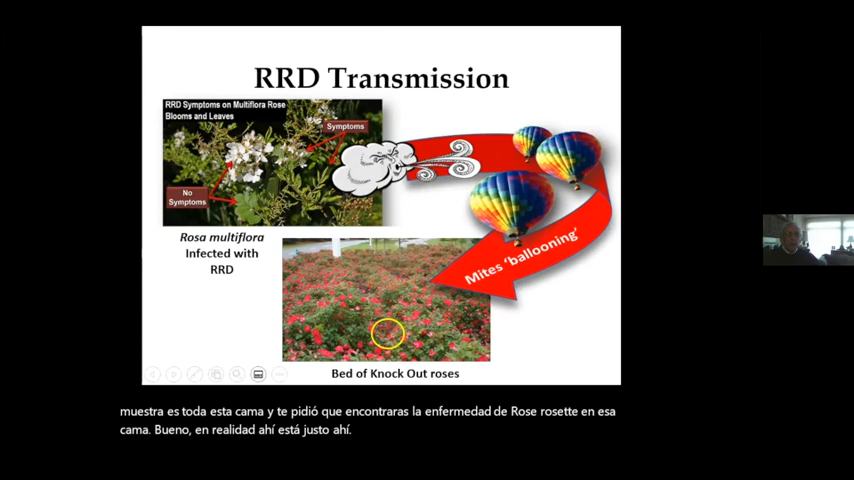 RRD Transmission
RRD Symptoms on Multiflora Rose
Blooms and Leaves
Symptoms
No
Symptoms
Rosa multiflora
Infected with
RRD
Mites ‘ballooning’
Bed of Knock Out roses
muestra es toda esta cama y te pidió que encontraras la enfermedad de Rose rosette en esa
cama. Bueno, en realidad ahí está justo ahí.